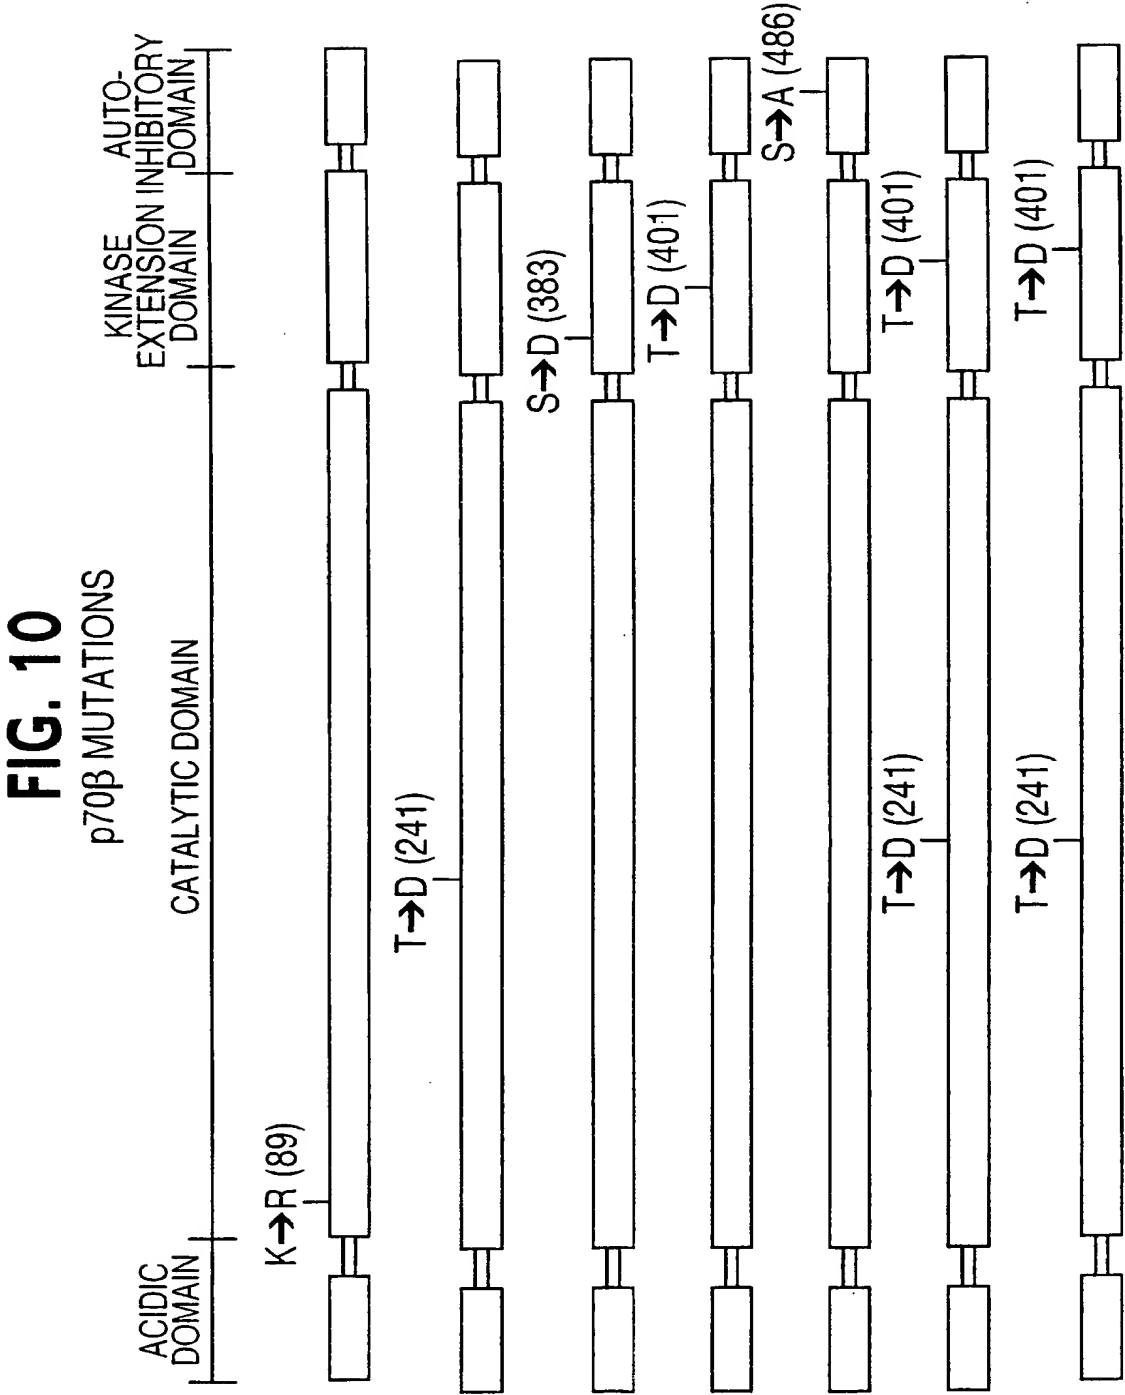 FIG. 10
p70β MUTATIONS
ACIDIC
DOMAIN
CATALYTIC DOMAIN
KINASE
EXTENSION
DOMAIN
AUTO-
INHIBITORY
DOMAIN
K→R (89)
T→D (241)
S→D (383)
T→D (401)
S→A (486)
T→D (241)
T→D (401)
T→D (241)
T→D (401)